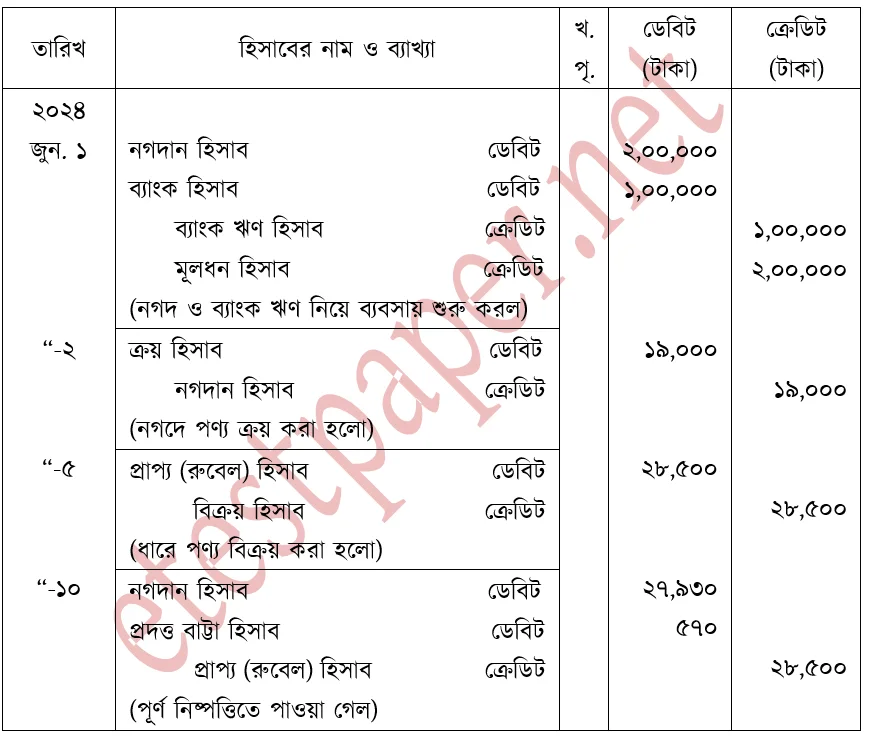 তারিখ হিসাবের নাম ও ব্যাখ্যা খ. পৃ. ডেবিট (টাকা) ক্রেডিট (টাকা)
২০২৪
জুন. ১ নগদান হিসাব ডেবিট ২,০০,০০০
ব্যাংক হিসাব ডেবিট ১,০০,০০০
ব্যাংক ঋণ হিসাব ক্রেডিট ১,০০,০০০
মূলধন হিসাব ক্রেডিট ২,০০,০০০
(নগদ ও ব্যাংক ঋণ নিয়ে ব্যবসায় শুরু করল)
“-২ ক্রয় হিসাব ডেবিট ১৯,০০০
নগদান হিসাব ক্রেডিট ১৯,০০০
(নগদে পণ্য ক্রয় করা হলো)
“-৫ প্রাপ্য (রুবেল) হিসাব ডেবিট ২৮,৫০০
বিক্রয় হিসাব ক্রেডিট ২৮,৫০০
(ধারে পণ্য বিক্রয় করা হলো)
“-১০ নগদান হিসাব ডেবিট ২৭,৯৩০
প্রদত্ত বাট্টা হিসাব ডেবিট ৫৭০
প্রাপ্য (রুবেল) হিসাব ক্রেডিট ২৮,৫০০
(পূর্ণ নিষ্পত্তিতে পাওয়া গেল)
etestpaper.net